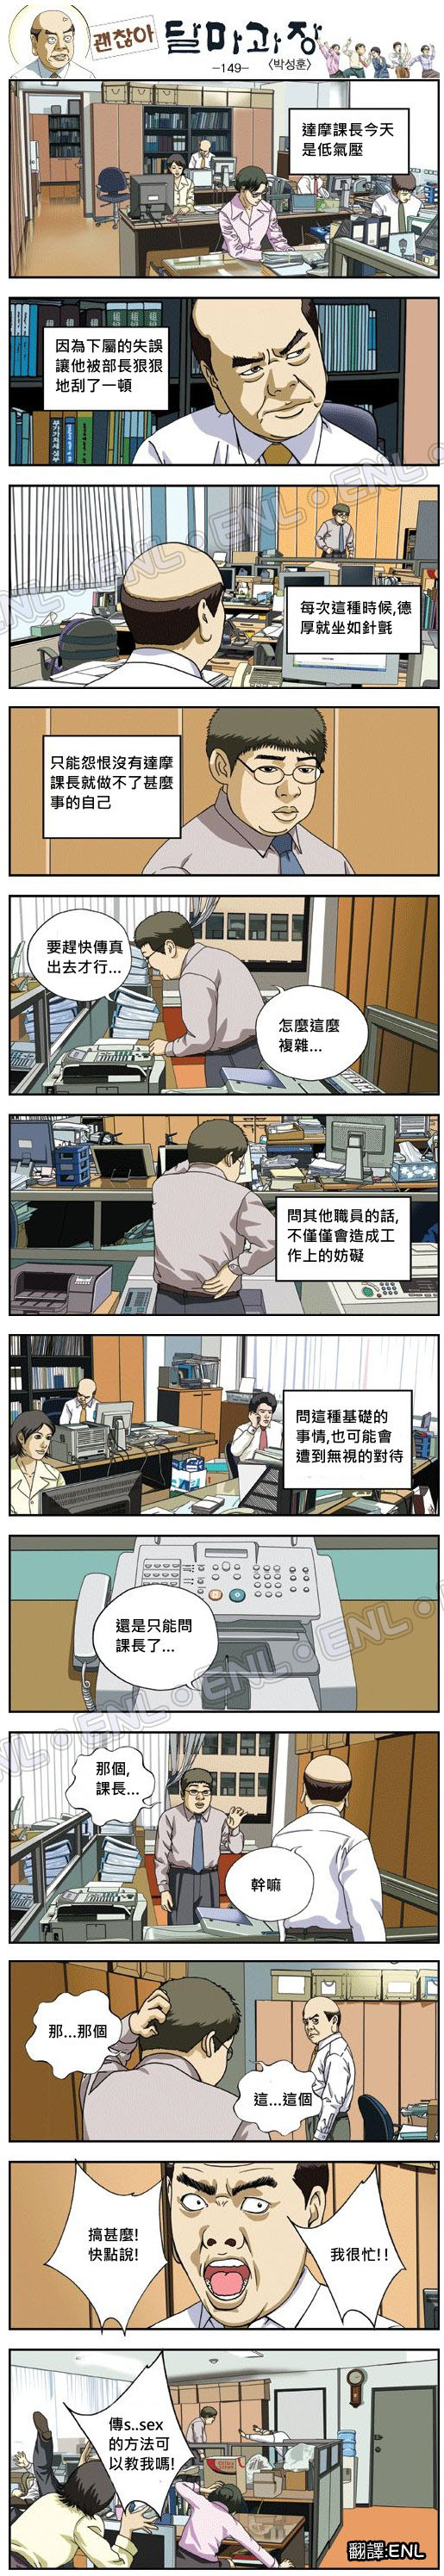 괜찮아 달마과장
-149-
<박성훈>
達摩課長今天
是低氣壓
因為下屬的失誤
讓他被部長狠狠
地刮了一頓
每次這種時候,德
厚就坐如針氈
只能怨恨沒有達摩
課長就做不了甚麼
事的自己
要趕快傳真
出去才行...
怎麼這麼
複雜...
問其他職員的話,
不僅僅會造成工
作上的妨礙
問這種基礎的
事情,也可能會
遭到無視的對待
還是只能問
課長了...
那個,
課長...
幹嘛
那...那個
這...這個
搞甚麼!
快點說!
我很忙!!
傳s..sex
的方法可
以教我嗎!
翻譯:ENL